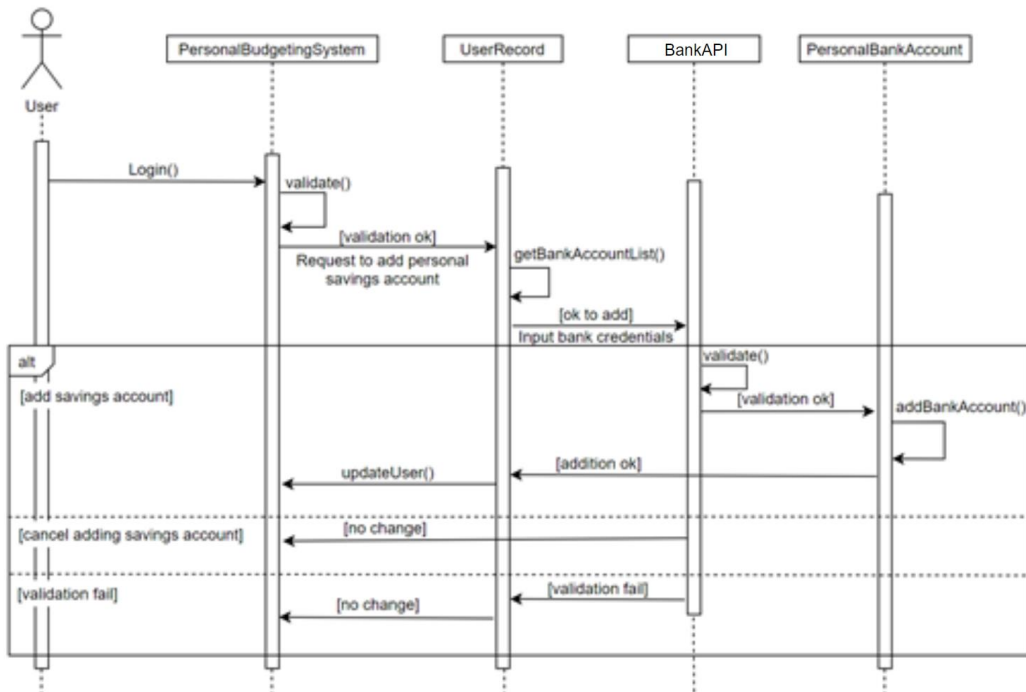 PersonalBudgetingSystem
UserRecord
BankAPI
PersonalBankAccount
User
Login()
validate()
[validation ok]
Request to add personal
savings account
getBankAccountList()
[ok to add]
Input bank credentials
alt
validate()
[add savings account]
[validation ok]
addBankAccount()
[addition ok]
updateUser()
[cancel adding savings account]
[no change]
[validation fail]
[validation fail]
[no change]